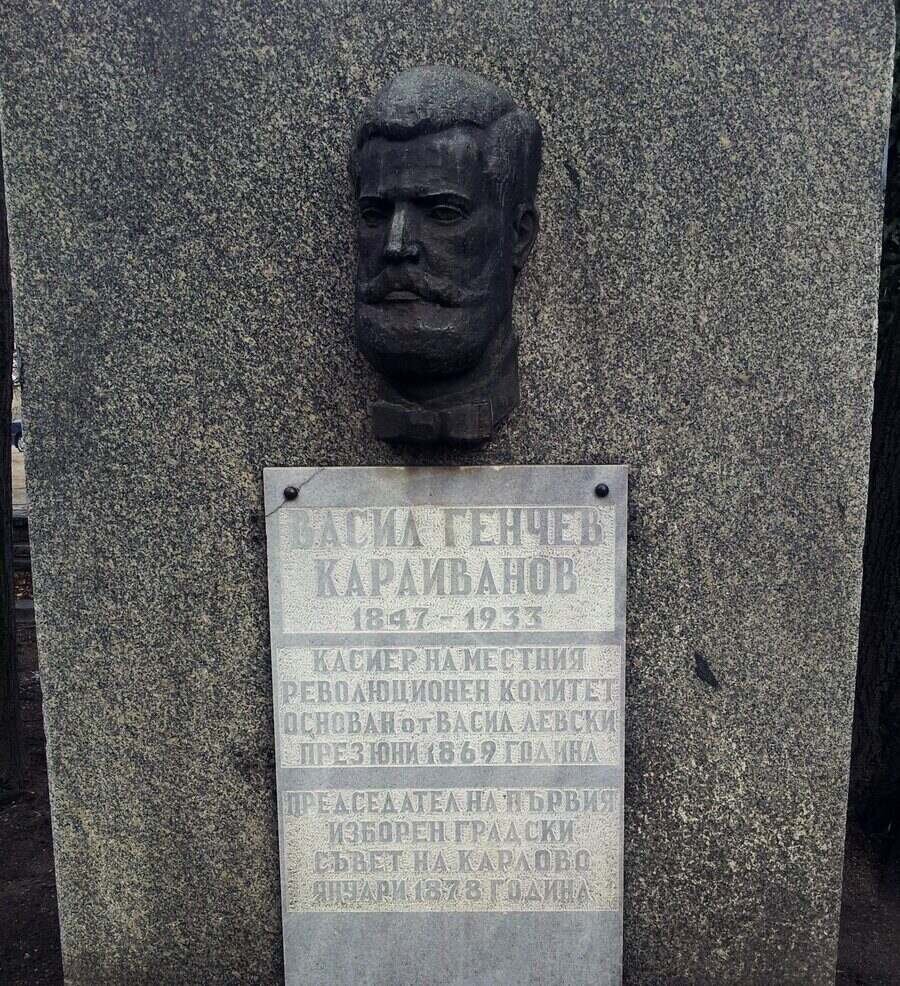 ВАСИЛ ГЕНЧЕВ
КАРАИВАНОВ
1847 - 1933
КАСИЕР НА МЕСТНИЯ
РЕВОЛЮЦИОНЕН КОМИТЕТ
ОСНОВАН от ВАСИЛ ЛЕВСКИ
ПРЕЗ ЮНИ 1869 ГОДИНА
ПРЕДСЕДАТЕЛ НА ПЪРВИЯ
ИЗБОРЕН ГРАДСКИ
СЪВЕТ НА КАРЛОВО
ЯНУАРИ 1878 ГОДИНА